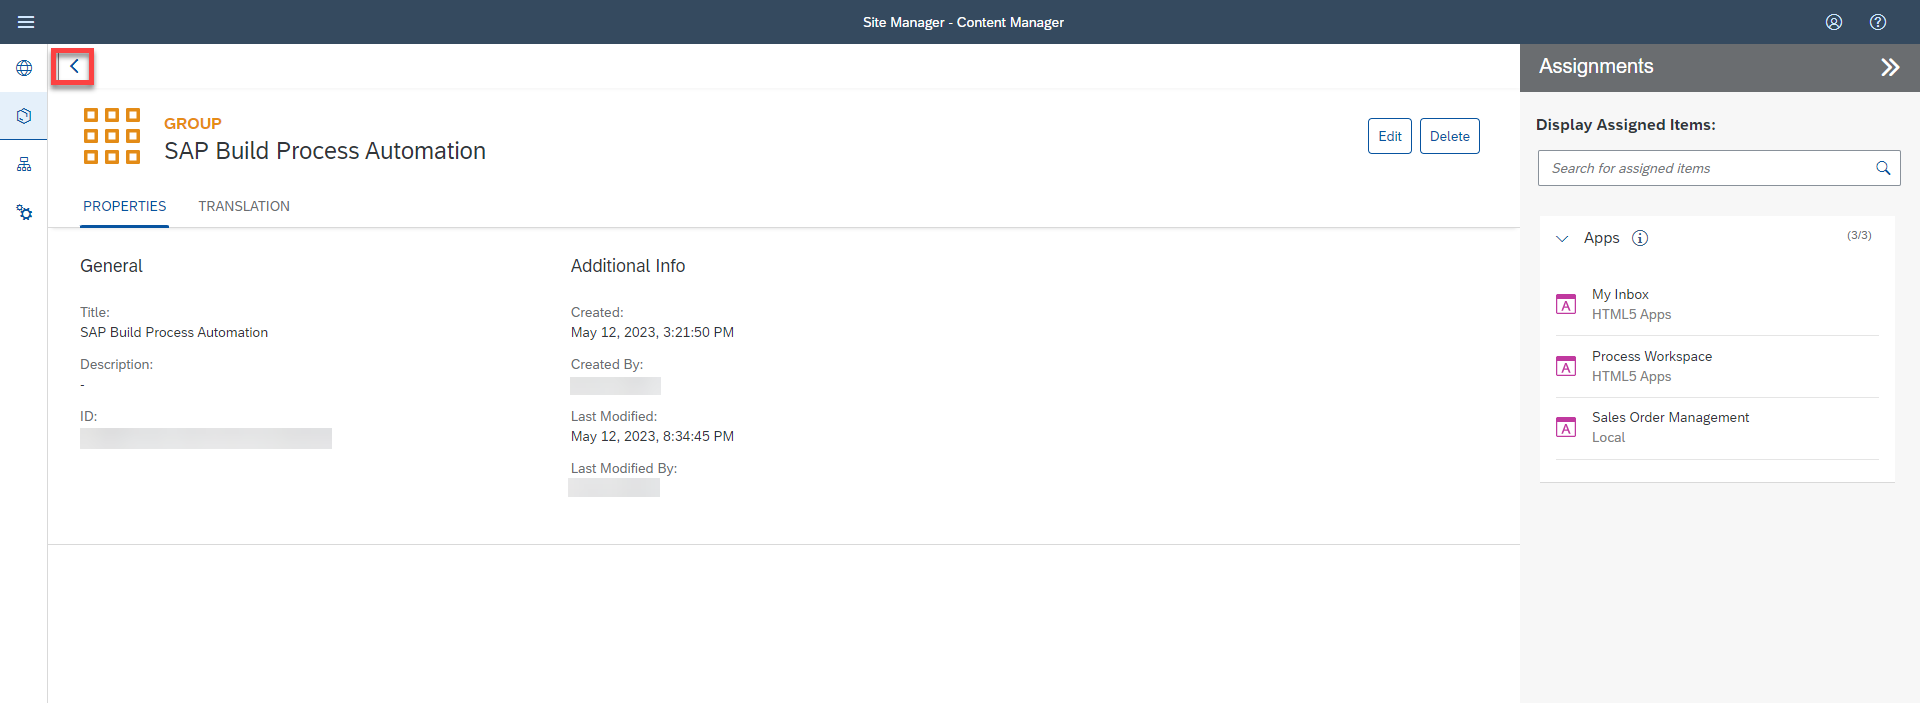 Site Manager - Content Manager
GROUP
SAP Build Process Automation
Edit
Delete
PROPERTIES
TRANSLATION
General
Title:
SAP Build Process Automation
Description:
-
ID:
Additional Info
Created:
May 12, 2023, 3:21:50 PM
Created By:
Last Modified:
May 12, 2023, 8:34:45 PM
Last Modified By:
Assignments
Display Assigned Items:
Search for assigned items
Apps
(3/3)
A
My Inbox
HTML5 Apps
A
Process Workspace
HTML5 Apps
A
Sales Order Management
Local